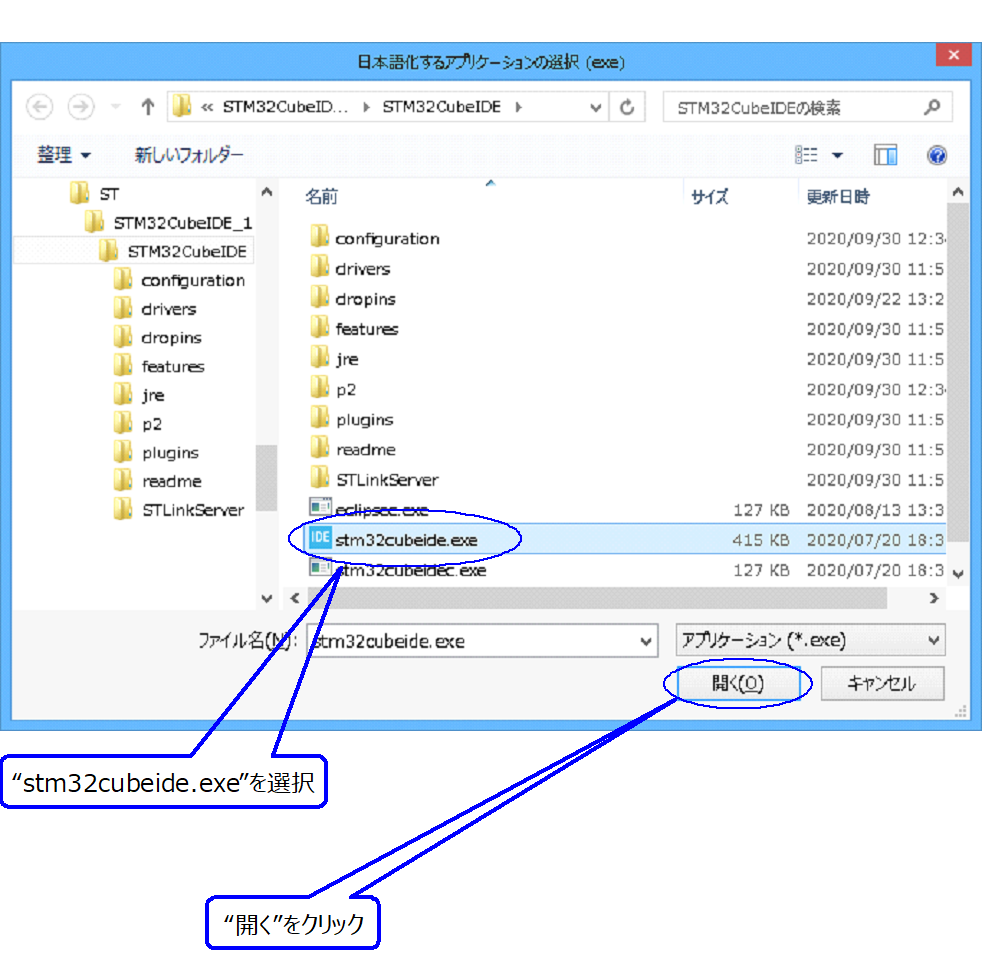 日本語化するアプリケーションの選択 (exe)
« STM32CubeID... STM32CubeIDE
STM32CubeIDEの検索
整理 新しいフォルダー
ST
STM32CubeIDE_1
STM32CubeIDE
configuration
drivers
dropins
features
jre
p2
plugins
readme
STLinkServer
名前 サイズ 更新日時
configuration 2020/09/30 12:3
drivers 2020/09/30 11:5
dropins 2020/09/22 13:2
features 2020/09/30 11:5
jre 2020/09/30 11:5
p2 2020/09/30 12:3
plugins 2020/09/30 11:5
readme 2020/09/30 11:5
STLinkServer 2020/09/30 11:5
eclipsec.exe 127 KB 2020/08/13 13:3
IDE stm32cubeide.exe 415 KB 2020/07/20 18:3
stm32cubeidec.exe 127 KB 2020/07/20 18:3
ファイル名(N): stm32cubeide.exe アプリケーション (*.exe)
開く(O) キャンセル
“stm32cubeide.exe”を選択
“開く”をクリック